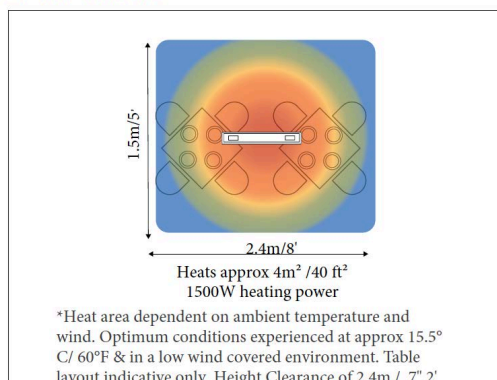 1.5m/5'
2.4m/8'
Heats approx 4m² /40 ft²
1500W heating power
*Heat area dependent on ambient temperature and
wind. Optimum conditions experienced at approx 15.5°
C/ 60°F & in a low wind covered environment. Table
layout indicative only. Height Clearance of 2.4m / 7" 2'